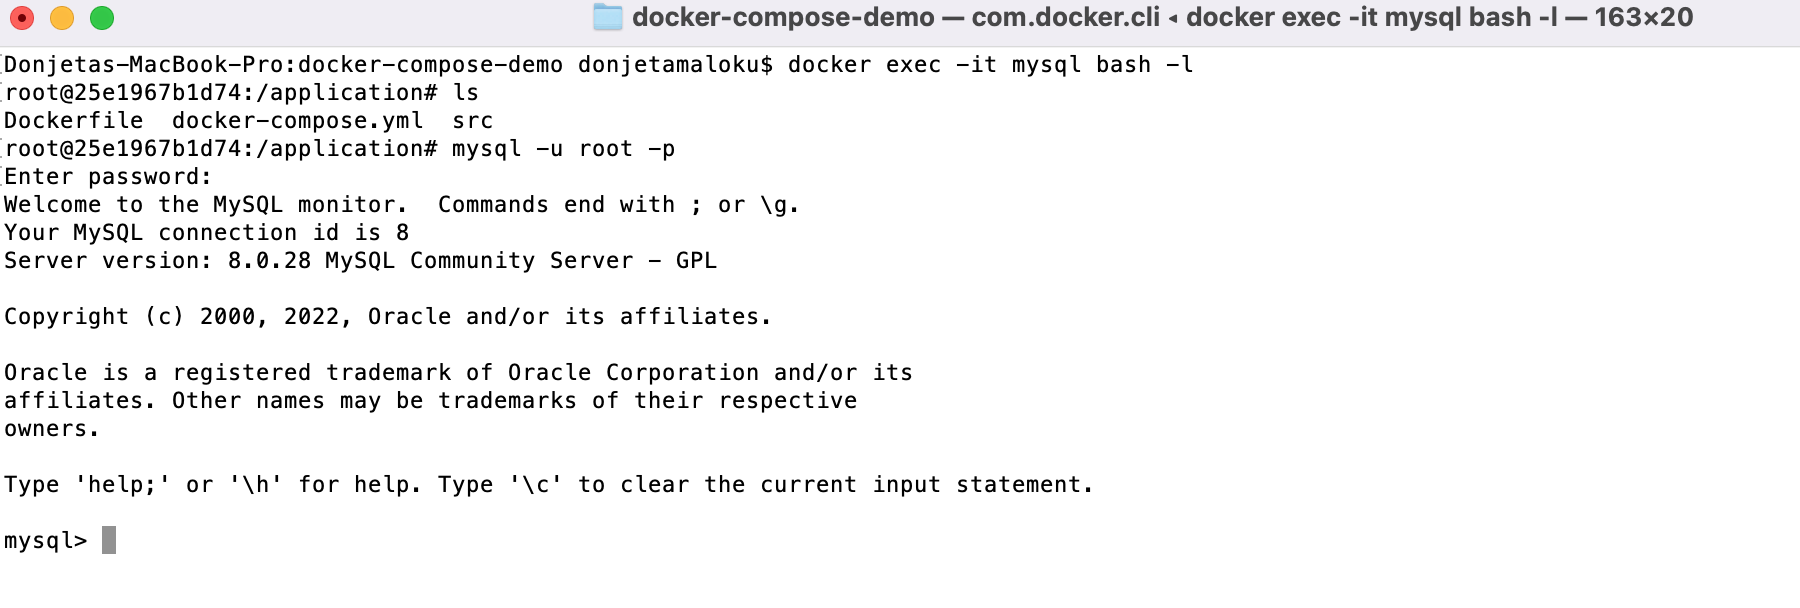 docker-compose-demo — com.docker.cli ◂ docker exec -it mysql bash -l — 163×20
[Donjetas-MacBook-Pro:docker-compose-demo donjetamaloku$ docker exec -it mysql bash -l
[root@25e1967b1d74:/application# ls
Dockerfile  docker-compose.yml  src
[root@25e1967b1d74:/application# mysql -u root -p
[Enter password:
Welcome to the MySQL monitor.  Commands end with ; or \g.
Your MySQL connection id is 8
Server version: 8.0.28 MySQL Community Server - GPL
Copyright (c) 2000, 2022, Oracle and/or its affiliates.
Oracle is a registered trademark of Oracle Corporation and/or its
affiliates. Other names may be trademarks of their respective
owners.
Type 'help;' or '\h' for help. Type '\c' to clear the current input statement.
mysql>